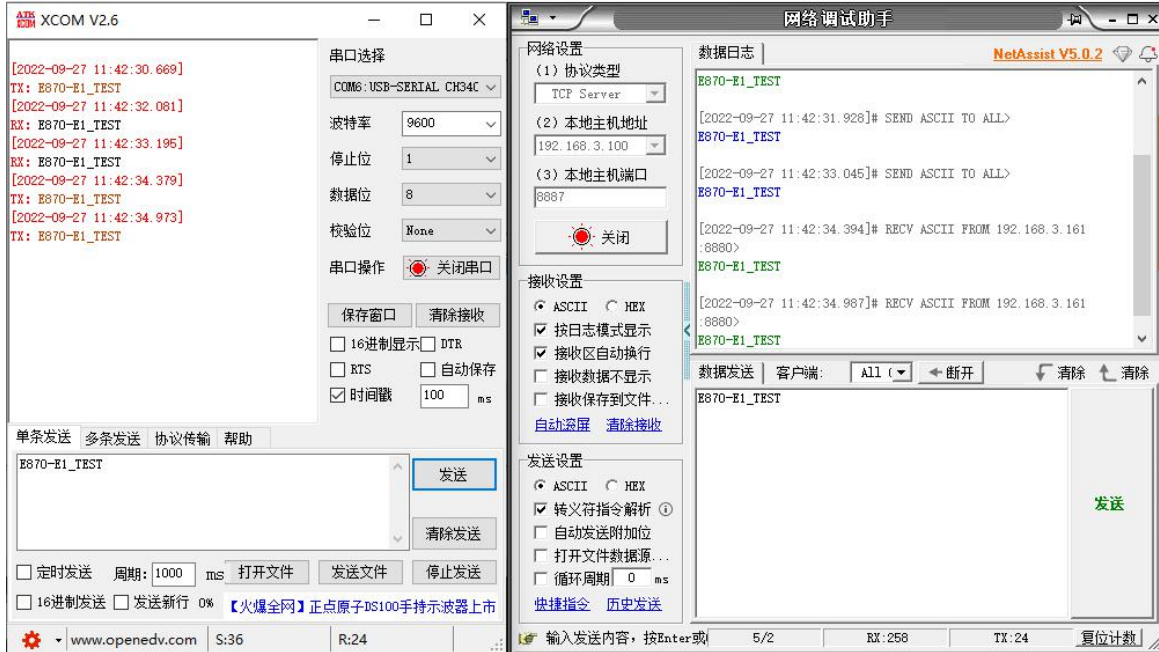 XCOM V2.6
[2022-09-27 11:42:30.669]
TX: E870-E1_TEST
[2022-09-27 11:42:32.081]
RX: E870-E1_TEST
[2022-09-27 11:42:33.195]
RX: E870-E1_TEST
[2022-09-27 11:42:34.379]
TX: E870-E1_TEST
[2022-09-27 11:42:34.973]
TX: E870-E1_TEST
串口选择
COM6:USB-SERIAL CH34C
波特率 9600
停止位 1
数据位 8
校验位 None
串口操作 关闭串口
保存窗口 清除接收
16进制显示 DTR
RTS 自动保存
时间戳 100 ms
单条发送 多条发送 协议传输 帮助
E870-E1_TEST
发送
清除发送
定时发送 周期: 1000 ms 打开文件 发送文件 停止发送
16进制发送 发送新行 0% 【火爆全网】正点原子DS100手持示波器上市
www.openedv.com S:36 R:24
网络调试助手
网络设置
(1) 协议类型
TCP Server
(2) 本地主机地址
192.168.3.100
(3) 本地主机端口
8887
关闭
接收设置
ASCII HEX
按日志模式显示
接收区自动换行
接收数据不显示
接收保存到文件...
自动滚屏 清除接收
发送设置
ASCII HEX
转义符指令解析
自动发送附加位
打开文件数据源...
循环周期 0 ms
快捷指令 历史发送
数据日志 NetAssist V5.0.2
E870-E1_TEST
[2022-09-27 11:42:31.928]# SEND ASCII TO ALL>
E870-E1_TEST
[2022-09-27 11:42:33.045]# SEND ASCII TO ALL>
E870-E1_TEST
[2022-09-27 11:42:34.394]# RECV ASCII FROM 192.168.3.161
:8880>
E870-E1_TEST
[2022-09-27 11:42:34.987]# RECV ASCII FROM 192.168.3.161
:8880>
E870-E1_TEST
数据发送 客户端: All ( 断开 清除 清除
E870-E1_TEST
发送
输入发送内容，按Enter或 5/2 RX:258 TX:24 复位计数